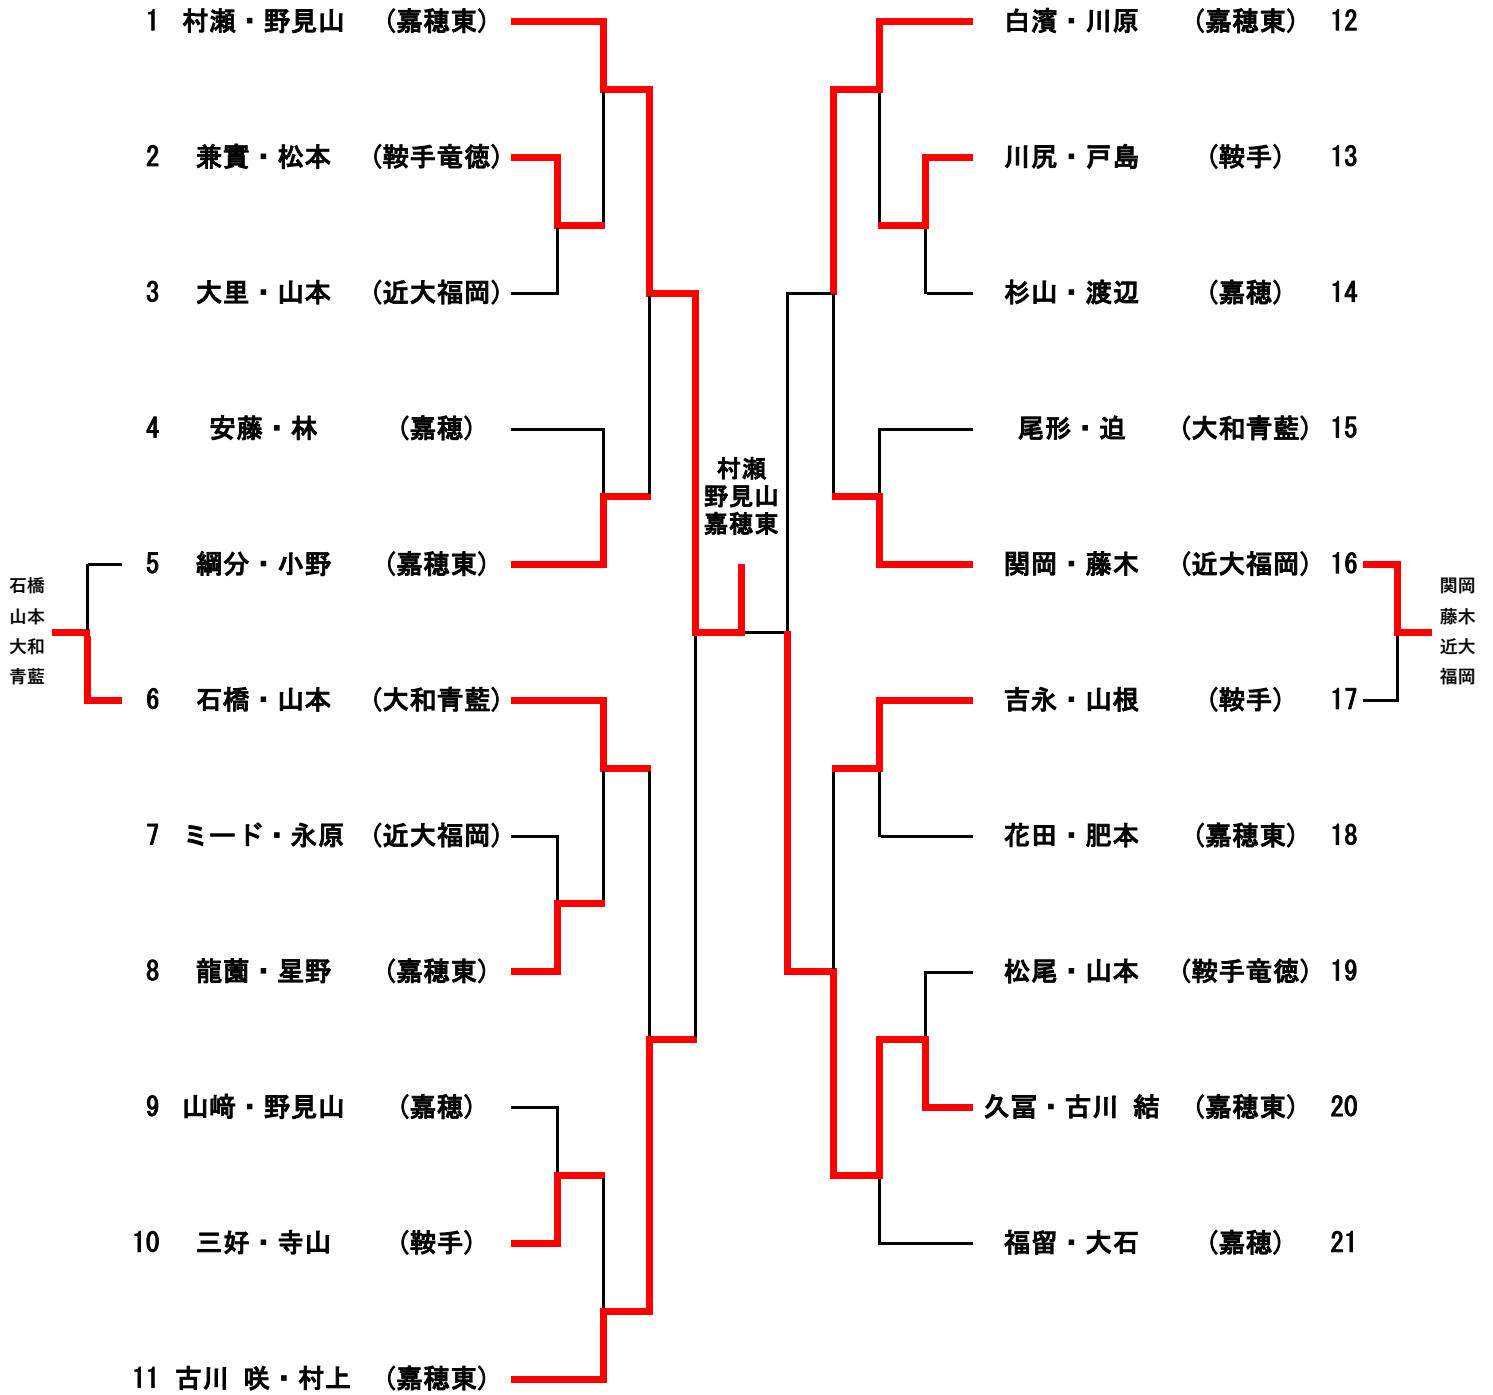 1 村瀬・野見山 （嘉穂東）
2 兼實・松本 （鞍手竜徳）
3 大里・山本 （近大福岡）
4 安藤・林 （嘉穂）
5 綱分・小野 （嘉穂東）
6 石橋・山本 （大和青藍）
7 ミード・永原 （近大福岡）
8 龍薗・星野 （嘉穂東）
9 山﨑・野見山 （嘉穂）
10 三好・寺山 （鞍手）
11 古川 咲・村上 （嘉穂東）
石橋
山本
大和
青藍
村瀬
野見山
嘉穂東
白濱・川原 （嘉穂東） 12
川尻・戸島 （鞍手） 13
杉山・渡辺 （嘉穂） 14
尾形・迫 （大和青藍） 15
関岡・藤木 （近大福岡） 16
吉永・山根 （鞍手） 17
花田・肥本 （嘉穂東） 18
松尾・山本 （鞍手竜徳） 19
久冨・古川 結 （嘉穂東） 20
福留・大石 （嘉穂） 21
関岡
藤木
近大
福岡